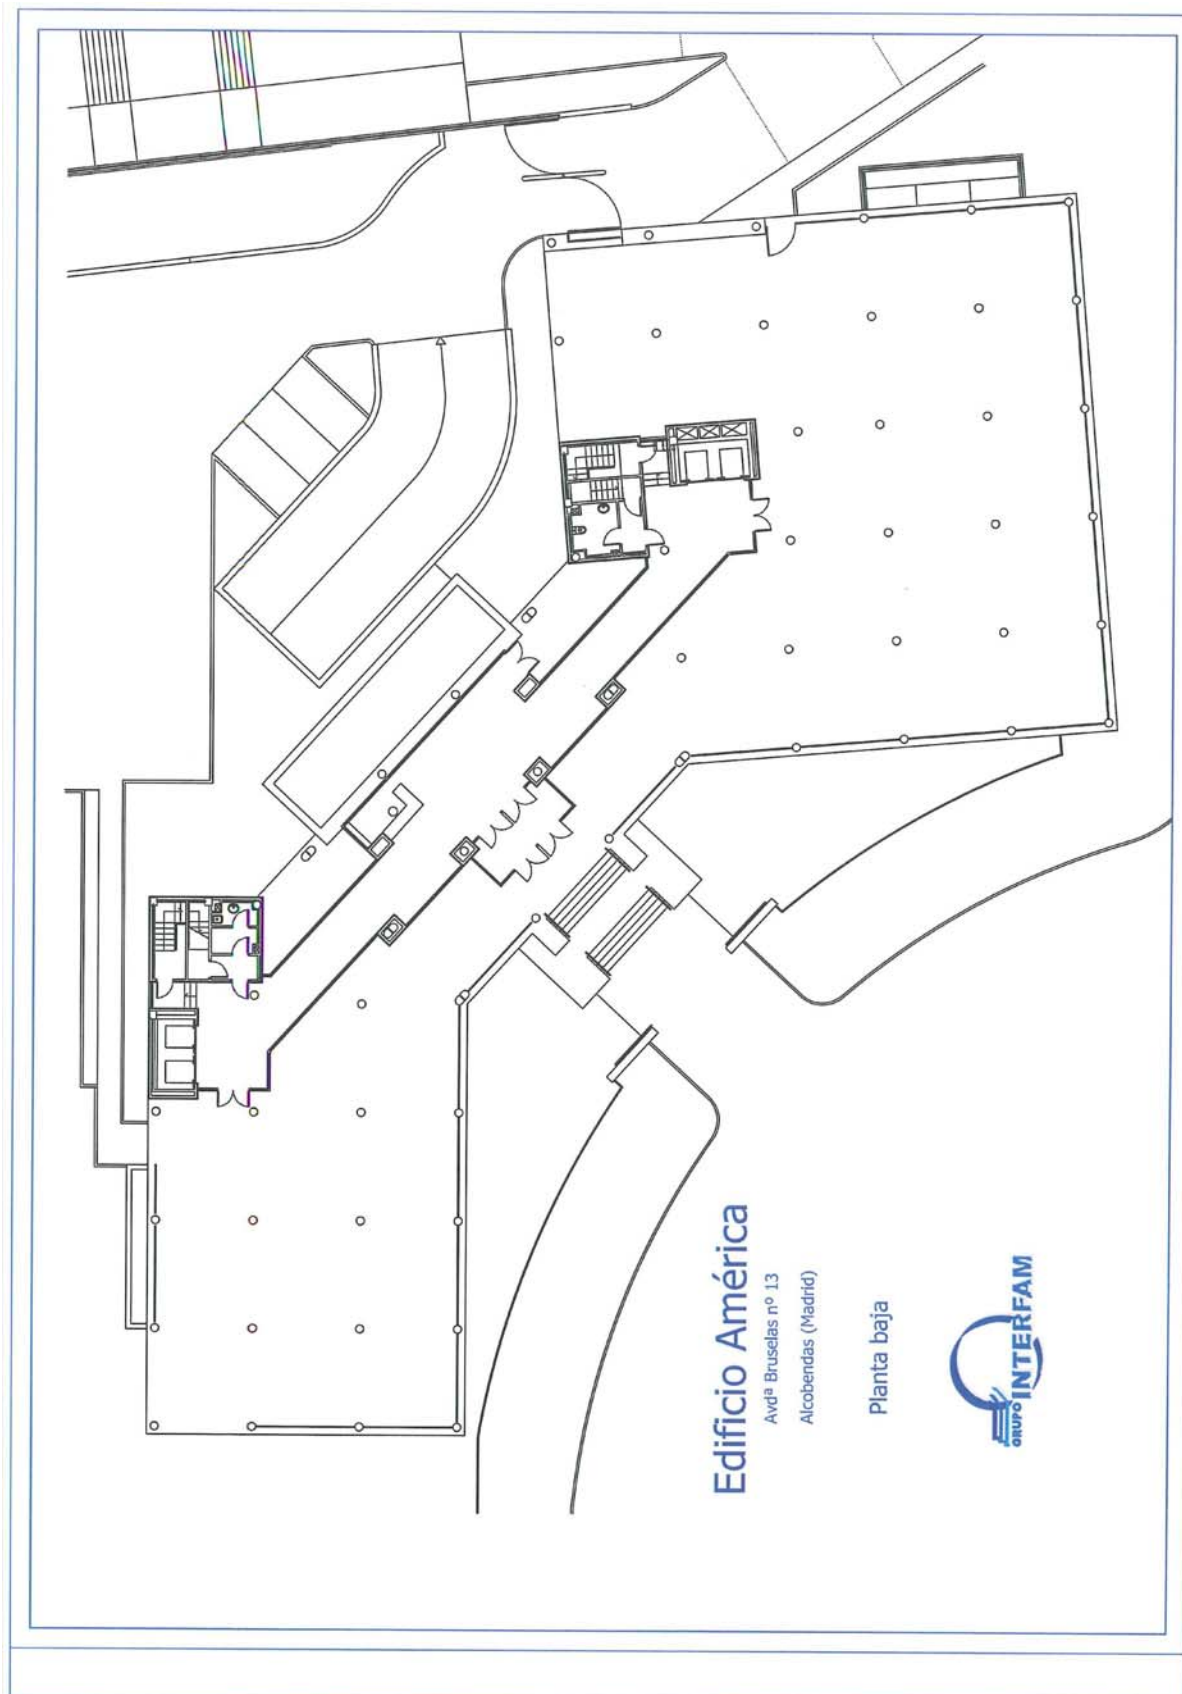 Edificio América
Avdª Bruselas nº 13
Alcobendas (Madrid)
Planta baja
GRUPO INTERFAM